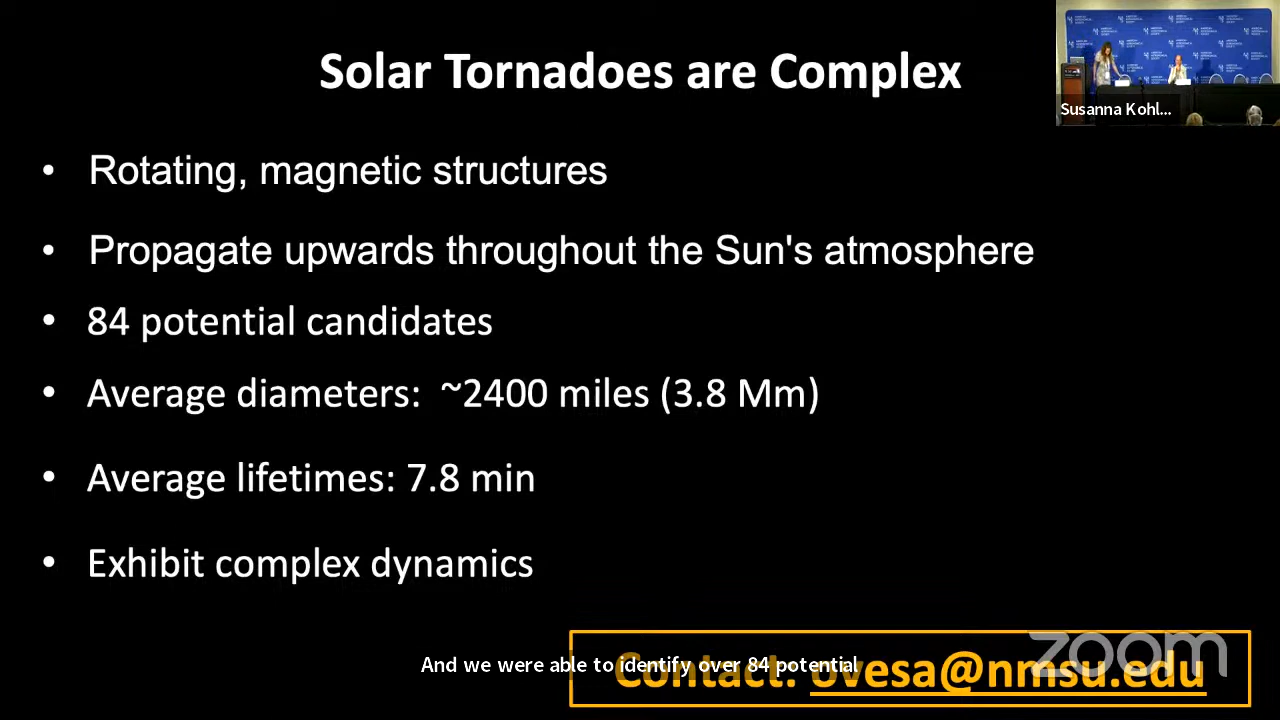 Solar Tornadoes are Complex
Susanna Kohl...
• Rotating, magnetic structures
• Propagate upwards throughout the Sun's atmosphere
• 84 potential candidates
• Average diameters: ~2400 miles (3.8 Mm)
• Average lifetimes: 7.8 min
• Exhibit complex dynamics
zoom
And we were able to identify over 84 potential
Contact: ovesa@nmsu.edu